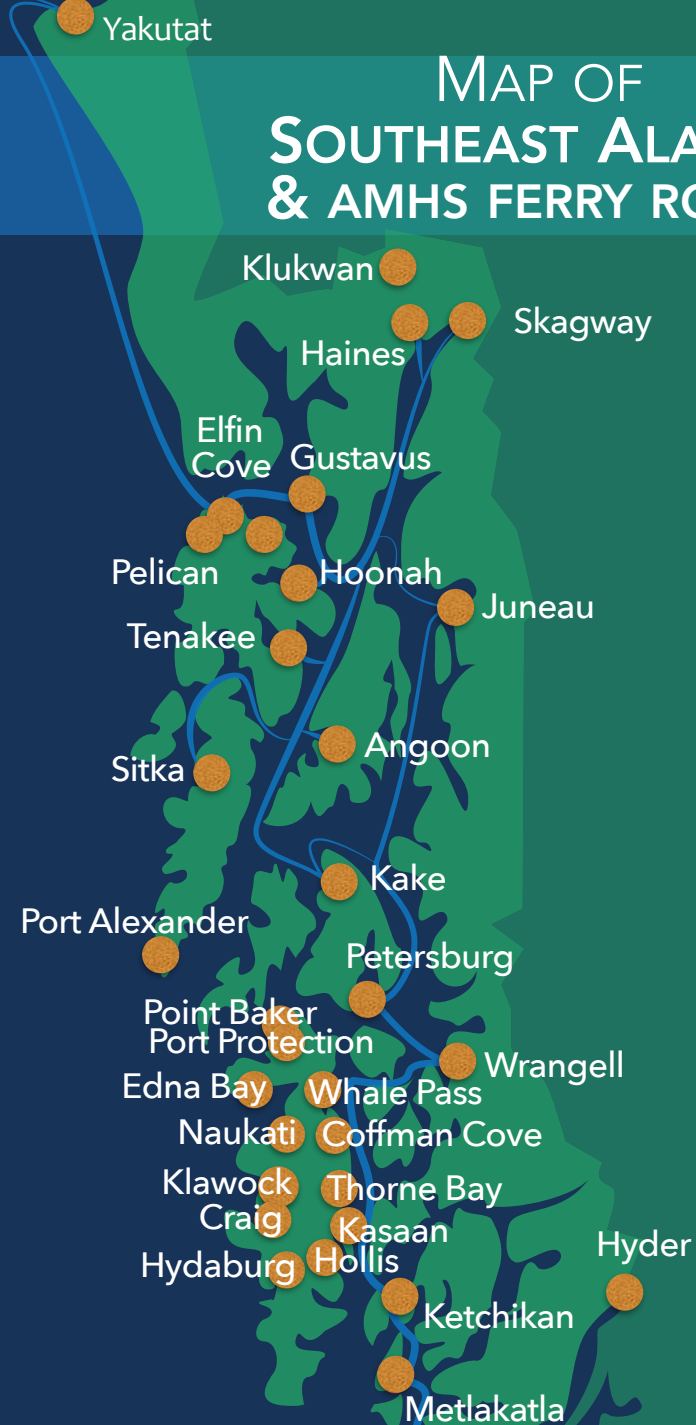 Yakutat
MAP OF
SOUTHEAST ALA
& AMHS FERRY RO
Klukwan
Skagway
Haines
Elfin
Cove
Gustavus
Pelican
Hoonah
Juneau
Tenakee
Angoon
Sitka
Kake
Port Alexander
Petersburg
Point Baker
Port Protection
Wrangell
Edna Bay
Whale Pass
Naukati
Coffman Cove
Klawock
Thorne Bay
Craig
Kasaan
Hyder
Hydaburg
Hollis
Ketchikan
Metlakatla